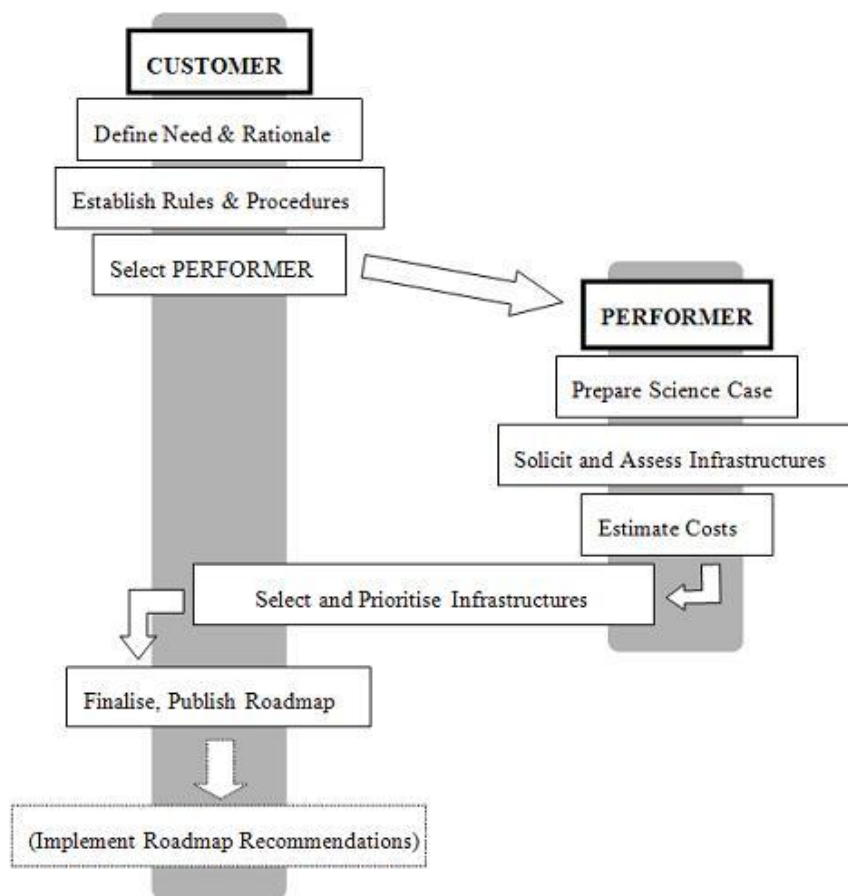 CUSTOMER
Define Need & Rationale
Establish Rules & Procedures
Select PERFORMER
PERFORMER
Prepare Science Case
Solicit and Assess Infrastructures
Estimate Costs
Select and Prioritise Infrastructures
Finalise, Publish Roadmap
(Implement Roadmap Recommendations)